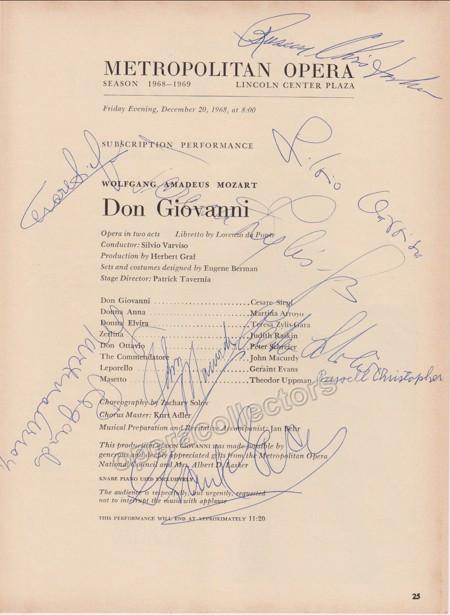 Russell Christopher
METROPOLITAN OPERA
SEASON 1968–1969 LINCOLN CENTER PLAZA
Friday Evening, December 20, 1968, at 8:00
SUBSCRIPTION PERFORMANCE
Silvio Varviso
Cesare Siepi
WOLFGANG AMADEUS MOZART
Don Giovanni
Opera in two acts Libretto by Lorenzo da Ponte
Conductor: Silvio Varviso
Production by Herbert Graf
Sets and costumes designed by Eugene Berman
Stage Director: Patrick Tavernia
Don Giovanni Cesare Siepi
Donna Anna Martina Arroyo
Donna Elvira Teresa Zylis-Gara
Zerlina Judith Raskin
Don Ottavio Peter Schreier
The Commendatore John Macurdy
Leporello Geraint Evans
Masetto Theodor Uppman Russell Christopher
Choreography by Zachary Solov
Chorus Master: Kurt Adler
Musical Preparation and Recitative Accompanist: Jan Behr
This production of DON GIOVANNI was made possible by
generous and deeply appreciated gifts from the Metropolitan Opera
National Council and Mrs. Albert D. Lasker
KNABE PIANO USED EXCLUSIVELY
The audience is respectfully, but urgently, requested
not to interrupt the music with applause
THIS PERFORMANCE WILL END AT APPROXIMATELY 11:20
operacollectors
25